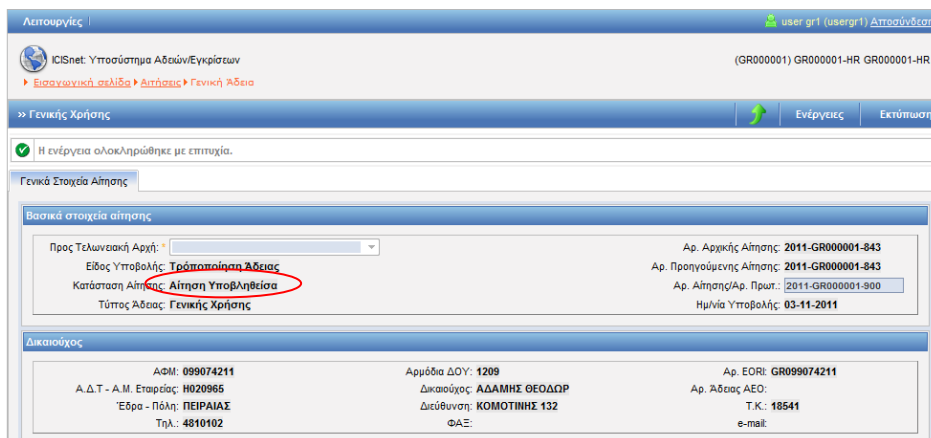 Λειτουργίες
user gr1 (usergr1) Αποσύνδεση
ICISnet: Υποσύστημα Αδειών/Εγκρίσεων
(GR000001) GR000001-HR GR000001-HR
Εισαγωγική σελίδα Αιτήσεις Γενική Άδεια
» Γενικής Χρήσης
Ενέργειες
Εκτύπωση
Η ενέργεια ολοκληρώθηκε με επιτυχία.
Γενικά Στοιχεία Αίτησης
Βασικά στοιχεία αίτησης
Προς Τελωνειακή Αρχή: *
Αρ. Αρχικής Αίτησης: 2011-GR000001-843
Είδος Υποβολής: Τρόποποίηση Άδειας
Αρ. Προηγούμενης Αίτησης: 2011-GR000001-843
Κατάσταση Αίτησης: Αίτηση Υποβληθείσα
Αρ. Αίτησης/Αρ. Πρωτ.: 2011-GR000001-900
Τύπος Άδειας: Γενικής Χρήσης
Ημ/νία Υποβολής: 03-11-2011
Δικαιούχος
ΑΦΜ: 099074211
Αρμόδια ΔΟΥ: 1209
Αρ. EORI: GR099074211
Α.Δ.Τ - Α.Μ. Εταιρείας: Η020965
Δικαιούχος: ΑΔΑΜΗΣ ΘΕΟΔΩΡ
Αρ. Άδειας ΑΕΟ:
Έδρα - Πόλη: ΠΕΙΡΑΙΑΣ
Διεύθυνση: ΚΟΜΟΤΙΝΗΣ 132
Τ.Κ.: 18541
Τηλ.: 4810102
ΦΑΞ:
e-mail: